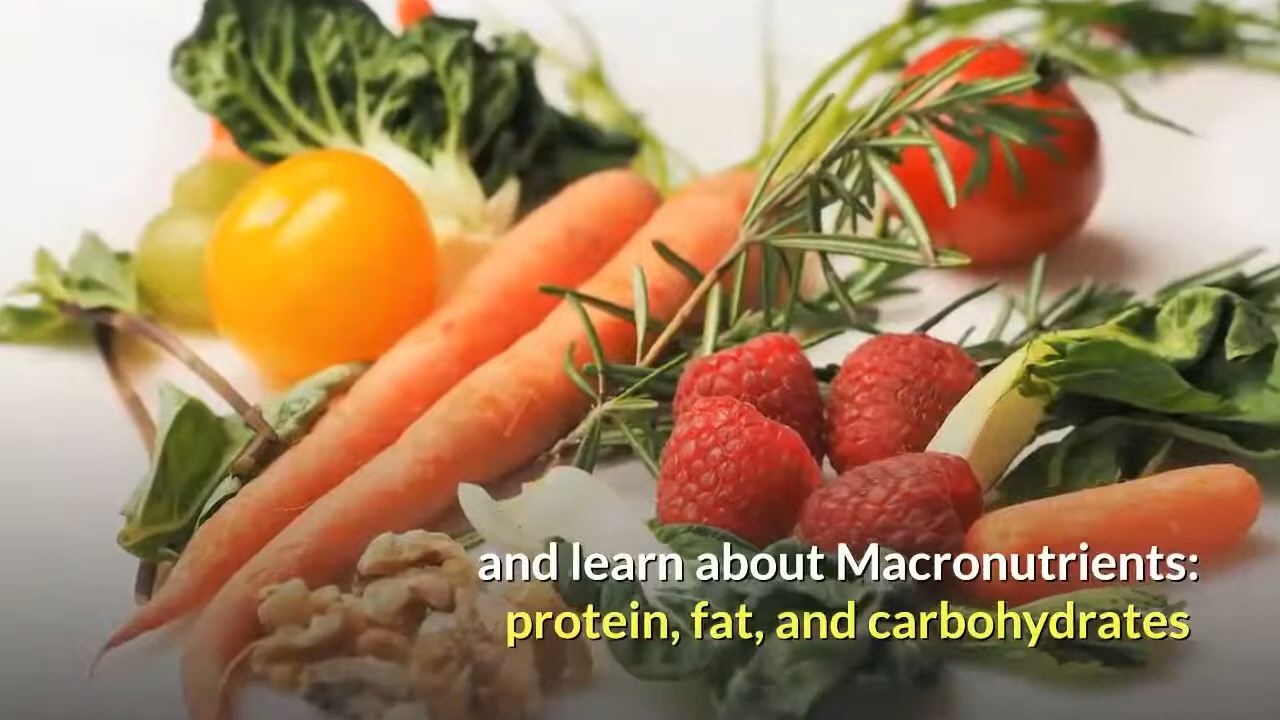 and learn about Macronutrients:
protein, fat, and carbohydrates